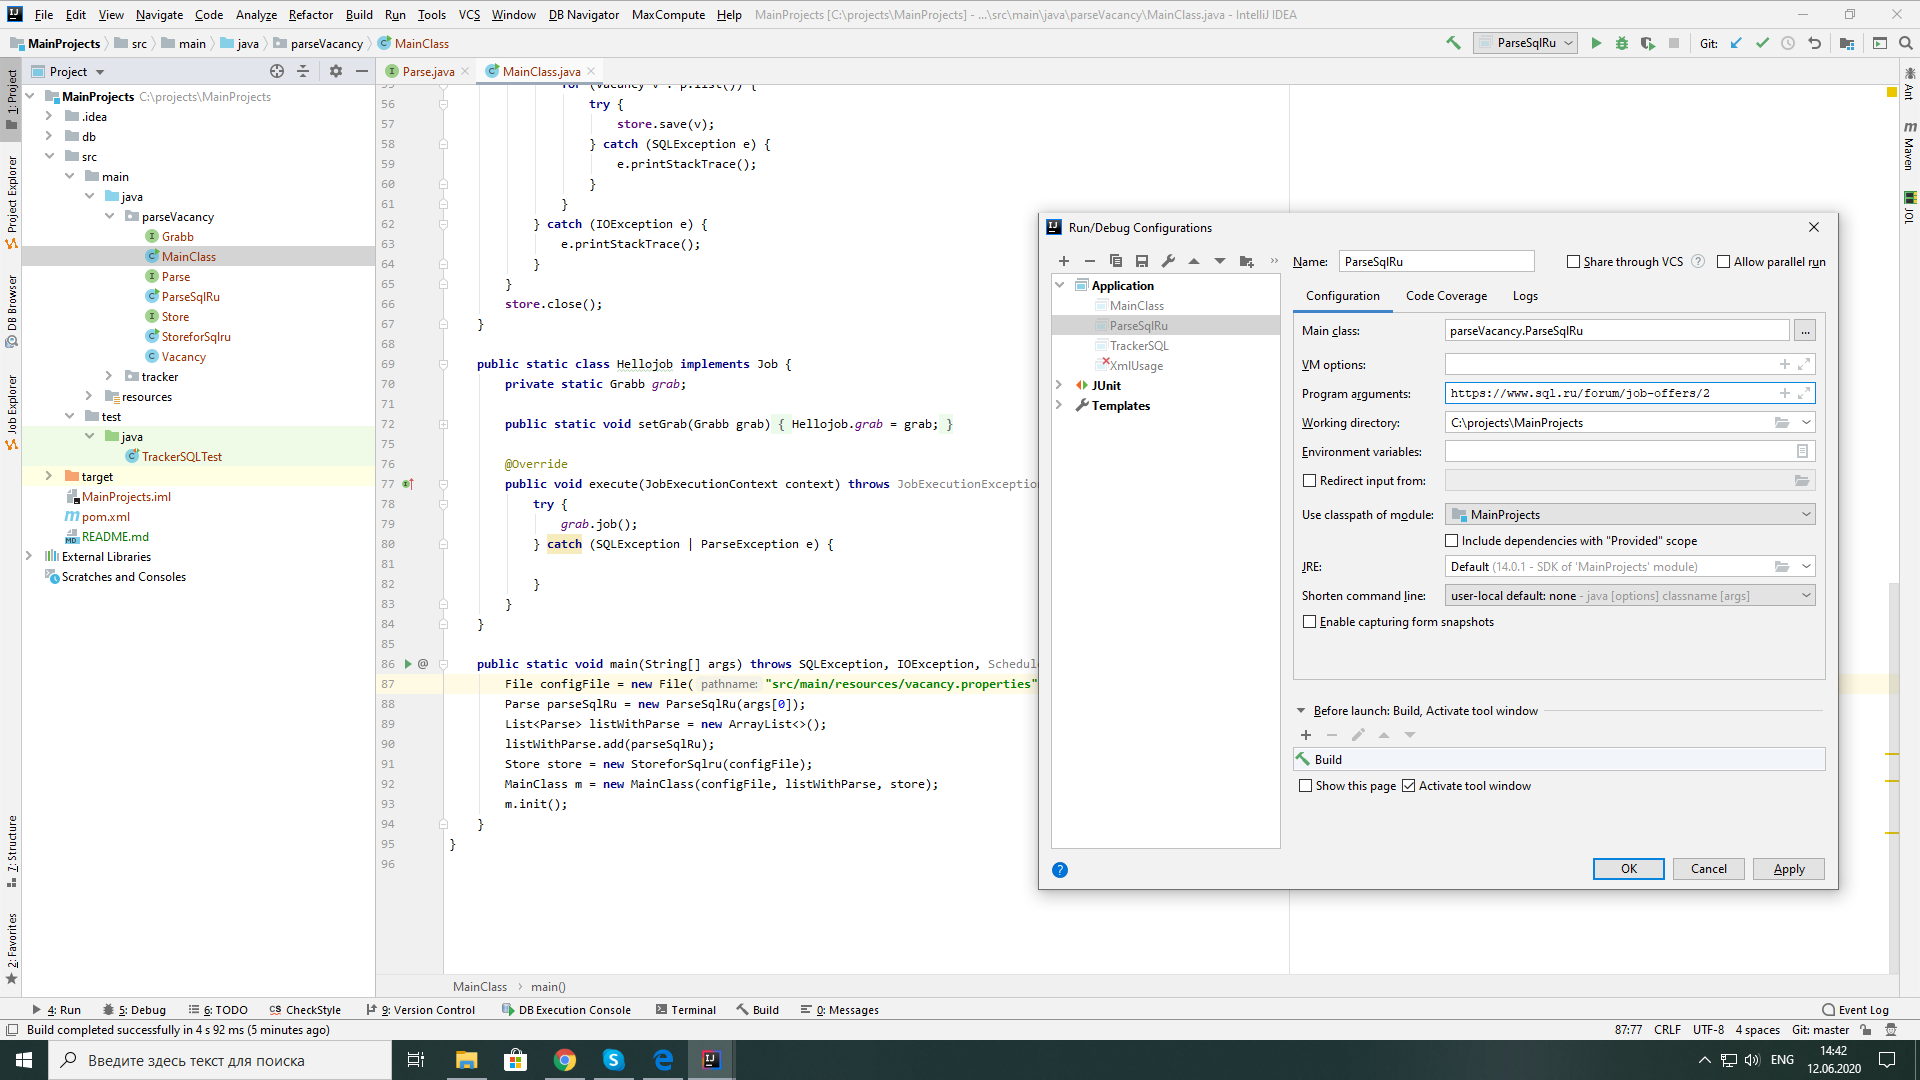 File Edit View Navigate Code Analyze Refactor Build Run Tools VCS Window DB Navigator MaxCompute Help MainProjects [C:\projects\MainProjects] - ...\src\main\java\parseVacancy\MainClass.java - IntelliJ IDEA
MainProjects src main java parseVacancy MainClass
ParseSqlRu Git:
Project
Parse.java MainClass.java
1: Project
Project Explorer
DB Browser
Job Explorer
7: Structure
2: Favorites
MainProjects C:\projects\MainProjects
.idea
db
src
main
java
parseVacancy
Grabb
MainClass
Parse
ParseSqlRu
Store
StoreforSqlru
Vacancy
tracker
resources
test
java
TrackerSQLTest
target
MainProjects.iml
pom.xml
README.md
External Libraries
Scratches and Consoles
55 for (Vacancy v : p.list()) {
56 try {
57 store.save(v);
58 } catch (SQLException e) {
59 e.printStackTrace();
60 }
61 }
62 } catch (IOException e) {
63 e.printStackTrace();
64 }
65 }
66 store.close();
67 }
68
69 public static class Hellojob implements Job {
70 private static Grabb grab;
71
72 public static void setGrab(Grabb grab) { Hellojob.grab = grab; }
75
76 @Override
77 public void execute(JobExecutionContext context) throws JobExecutionException
78 try {
79 grab.job();
80 } catch (SQLException | ParseException e) {
81
82 }
83 }
84 }
85
86 @ public static void main(String[] args) throws SQLException, IOException, Schedul
87 File configFile = new File( pathname: "src/main/resources/vacancy.properties"
88 Parse parseSqlRu = new ParseSqlRu(args[0]);
89 List<Parse> listWithParse = new ArrayList<>();
90 listWithParse.add(parseSqlRu);
91 Store store = new StoreforSqlru(configFile);
92 MainClass m = new MainClass(configFile, listWithParse, store);
93 m.init();
94 }
95 }
96
MainClass › main()
Run/Debug Configurations
Application
MainClass
ParseSqlRu
TrackerSQL
XmlUsage
JUnit
Templates
Name: ParseSqlRu Share through VCS ? Allow parallel run
Configuration Code Coverage Logs
Main class: parseVacancy.ParseSqlRu ...
VM options:
Program arguments: https://www.sql.ru/forum/job-offers/2
Working directory: C:\projects\MainProjects
Environment variables:
Redirect input from:
Use classpath of module: MainProjects
Include dependencies with "Provided" scope
JRE: Default (14.0.1 - SDK of 'MainProjects' module)
Shorten command line: user-local default: none - java [options] classname [args]
Enable capturing form snapshots
Before launch: Build, Activate tool window
Build
Show this page Activate tool window
? OK Cancel Apply
Ant
m Maven
JOL
4: Run 5: Debug 6: TODO CheckStyle 9: Version Control DB Execution Console Terminal Build 0: Messages Event Log
Build completed successfully in 4 s 92 ms (5 minutes ago) 87:77 CRLF UTF-8 4 spaces Git: master
Введите здесь текст для поиска ENG 14:42
12.06.2020